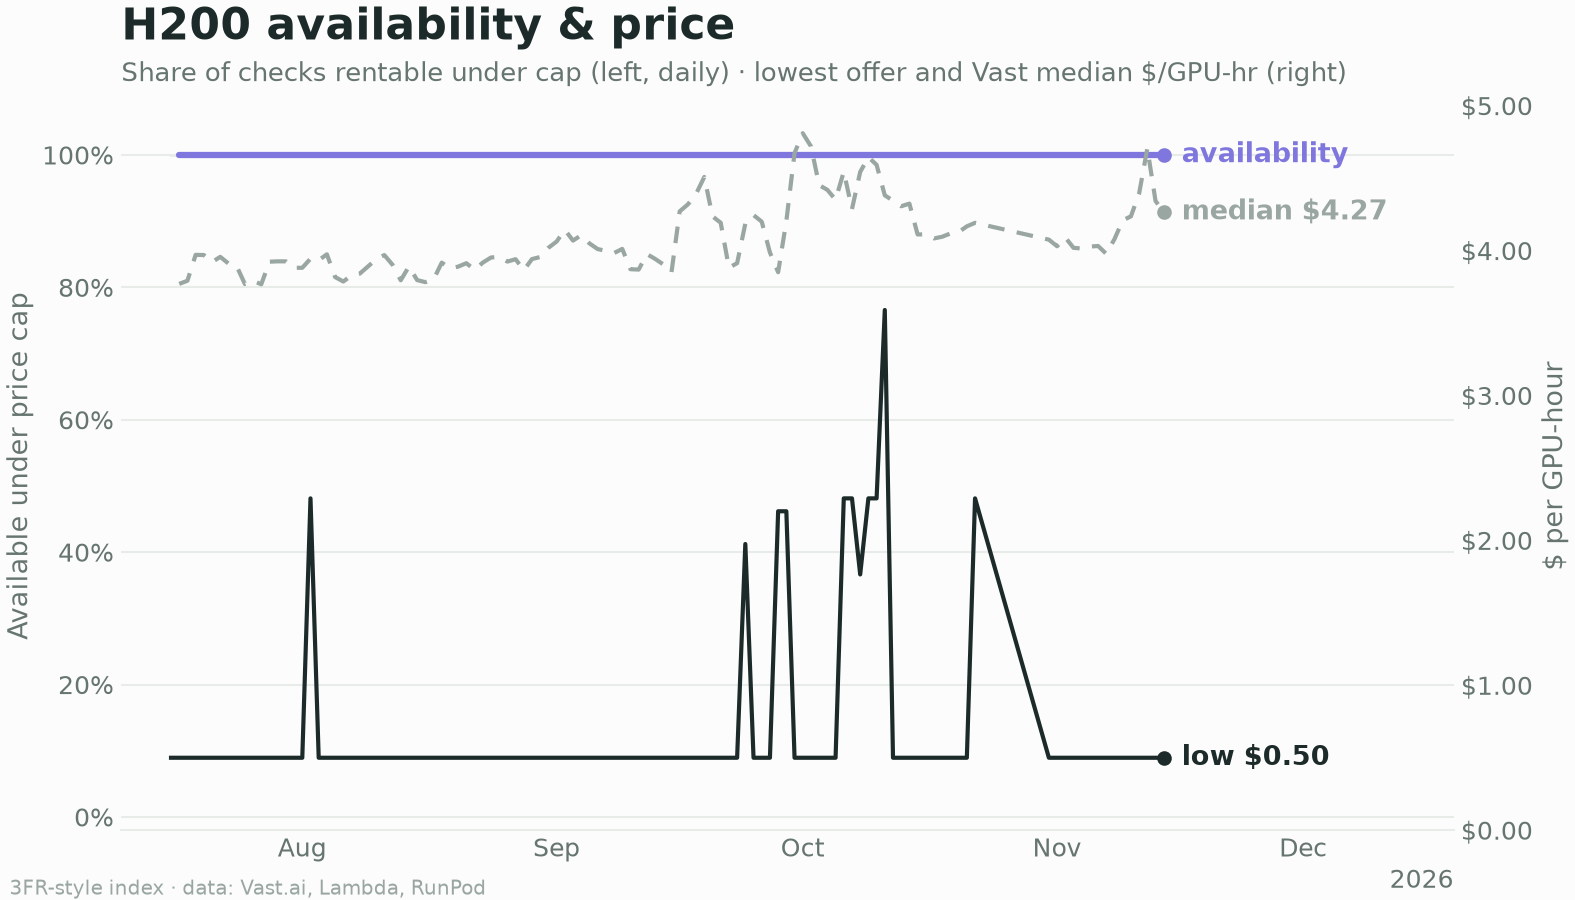 H200 availability & price
Share of checks rentable under cap (left, daily) · lowest offer and Vast median $/GPU-hr (right)
Available under price cap
100%
80%
60%
40%
20%
0%
$5.00
$4.00
$3.00
$2.00
$1.00
$0.00
$ per GPU-hour
availability
median $4.27
low $0.50
Aug
Sep
Oct
Nov
Dec
2026
3FR-style index · data: Vast.ai, Lambda, RunPod